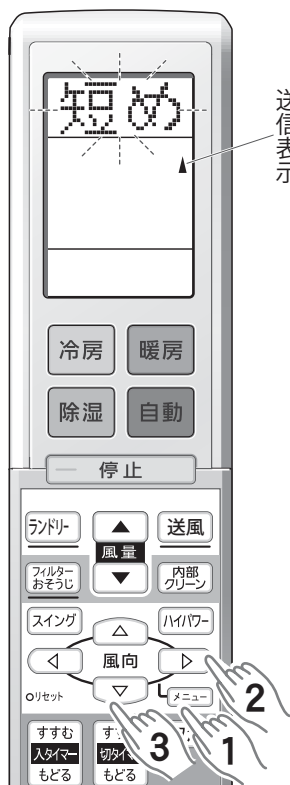 短め
送信表示
冷房 暖房
除湿 自動
停止
ランドリー ▲ 送風
風量
フィルター
おそうじ ▼ 内部
クリーン
スイング △ ハイパワー
◁ 風向 ▷
リセット ▽ メニュー
2
すすむ
入タイマー
もどる
すす
切タイマ
もどる
3
1